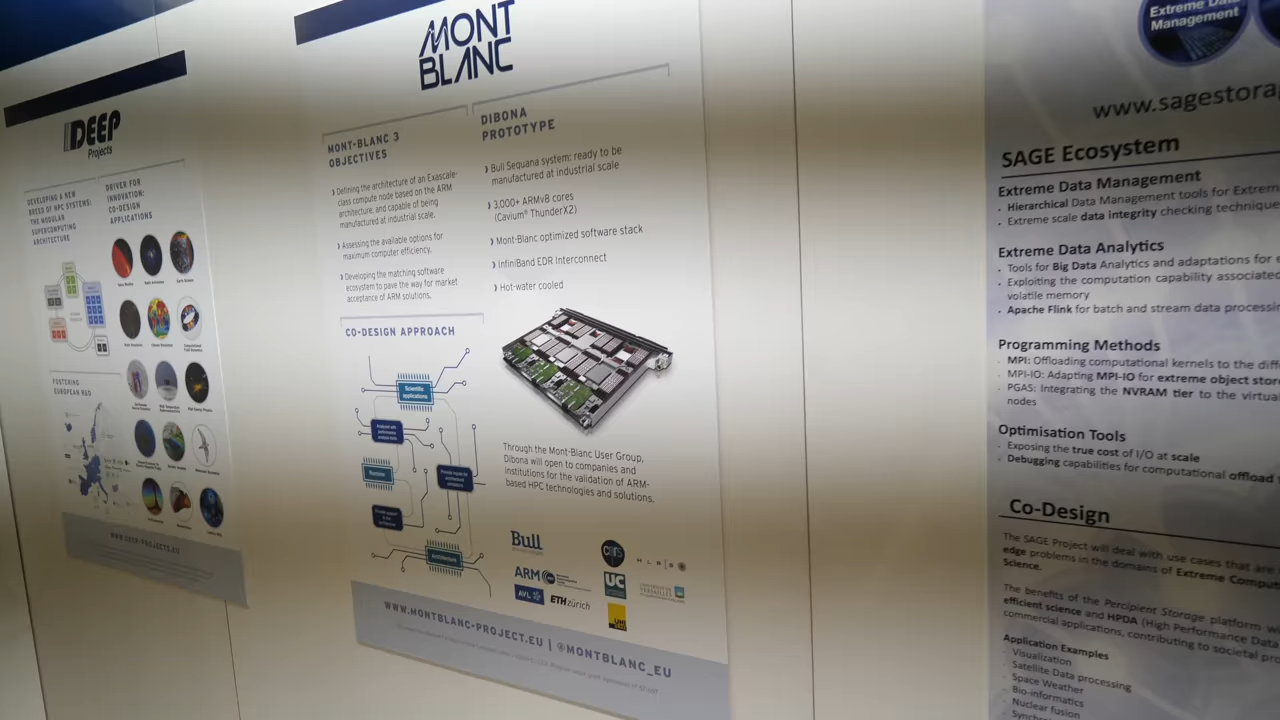 DEEP
Projects
DEVELOPING A NEW
BREED OF HPC SYSTEMS:
THE MODULAR
SUPERCOMPUTING
ARCHITECTURE
DRIVER FOR
INNOVATION:
CO-DESIGN
APPLICATIONS
FOSTERING
EUROPEAN R&D
WWW.DEEP-PROJECTS.EU
MONT
BLANC
MONT-BLANC 3
OBJECTIVES
› Defining the architecture of an Exascale-
class compute node based on the ARM
architecture, and capable of being
manufactured at industrial scale.
› Assessing the available options for
maximum computer efficiency.
› Developing the matching software
ecosystem to pave the way for market
acceptance of ARM solutions.
CO-DESIGN APPROACH
Scientific
applications
Runtime
Architecture
DIBONA
PROTOTYPE
› Bull Sequana system: ready to be
manufactured at industrial scale
› 3,000+ ARMv8 cores
(Cavium® ThunderX2)
› Mont-Blanc optimized software stack
› InfiniBand EDR Interconnect
› Hot-water cooled
Through the Mont-Blanc User Group,
Dibona will open to companies and
institutions for the validation of ARM-
based HPC technologies and solutions.
Bull
cnrs
H L R S
ARM
UC
AVL
ETH zürich
WWW.MONTBLANC-PROJECT.EU | @MONTBLANC_EU
Extreme Data
Management
www.sagestora
SAGE Ecosystem
Extreme Data Management
• Hierarchical Data Management tools for Extrem
• Extreme scale data integrity checking technique
Extreme Data Analytics
• Tools for Big Data Analytics and adaptations for
• Exploiting the computation capability associated
volatile memory
• Apache Flink for batch and stream data processi
Programming Methods
• MPI: Offloading computational kernels to the diff
• MPI-IO: Adapting MPI-IO for extreme object stor
• PGAS: Integrating the NVRAM tier to the virtual
nodes
Optimisation Tools
• Exposing the true cost of I/O at scale
• Debugging capabilities for computational offload
Co-Design
The SAGE Project will deal with use cases that are
edge problems in the domains of Extreme Compu
Science.
The benefits of the Percipient Storage platform w
efficient science and HPDA (High Performance Data
commercial applications, contributing to societal pro
Application Examples
• Visualization
• Satellite Data processing
• Space Weather
• Bio-informatics
• Nuclear fusion
• Synchro